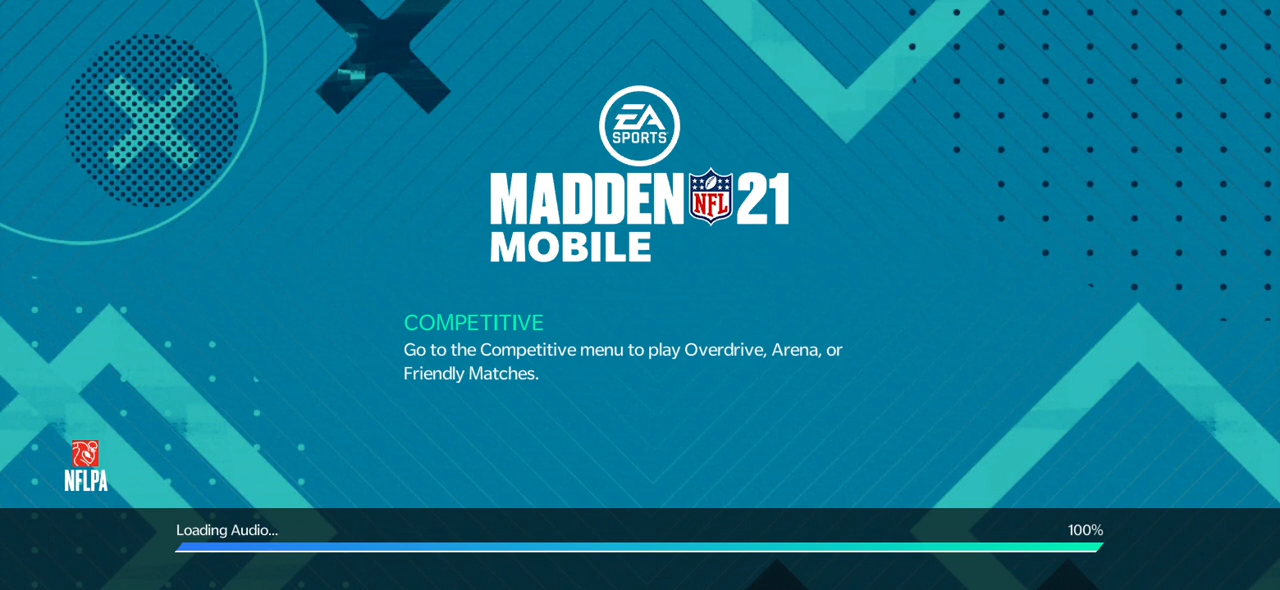 EA
SPORTS
MADDEN NFL 21
MOBILE
COMPETITIVE
Go to the Competitive menu to play Overdrive, Arena, or
Friendly Matches.
NFLPA
Loading Audio... 100%